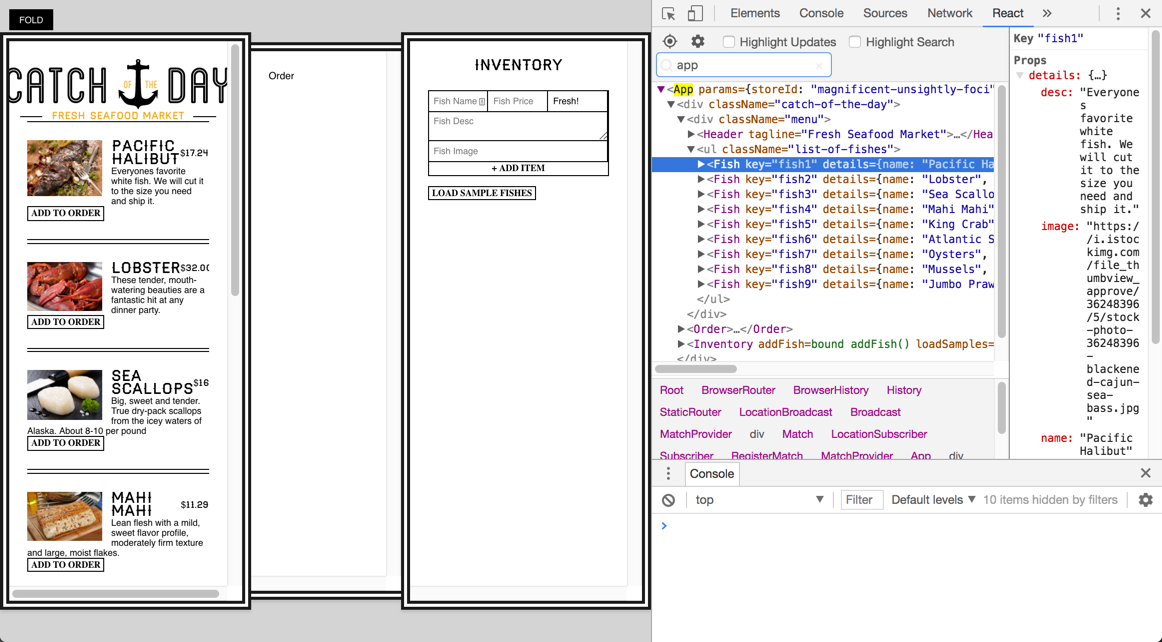 FOLD
CATCH OF THE DAY
FRESH SEAFOOD MARKET
PACIFIC
HALIBUT $17.24
Everyones favorite
white fish. We will cut it
to the size you need
and ship it.
ADD TO ORDER
LOBSTER $32.00
These tender, mouth-
watering beauties are a
fantastic hit at any
dinner party.
ADD TO ORDER
SEA
SCALLOPS $16
Big, sweet and tender.
True dry-pack scallops
from the icey waters of
Alaska. About 8-10 per pound
ADD TO ORDER
MAHI
MAHI $11.29
Lean flesh with a mild,
sweet flavor profile,
moderately firm texture
and large, moist flakes.
ADD TO ORDER
Order
INVENTORY
Fish Name Fish Price Fresh!
Fish Desc
Fish Image
+ ADD ITEM
LOAD SAMPLE FISHES
Elements Console Sources Network React »
Highlight Updates Highlight Search
app
<App params={storeId: "magnificent-unsightly-foci"
<div className="catch-of-the-day">
<div className="menu">
<Header tagline="Fresh Seafood Market">…</Hea
<ul className="list-of-fishes">
<Fish key="fish1" details={name: "Pacific Ha
<Fish key="fish2" details={name: "Lobster",
<Fish key="fish3" details={name: "Sea Scallo
<Fish key="fish4" details={name: "Mahi Mahi"
<Fish key="fish5" details={name: "King Crab"
<Fish key="fish6" details={name: "Atlantic S
<Fish key="fish7" details={name: "Oysters",
<Fish key="fish8" details={name: "Mussels",
<Fish key="fish9" details={name: "Jumbo Praw
</ul>
</div>
<Order>…</Order>
<Inventory addFish=bound addFish() loadSamples=
</div>
Root BrowserRouter BrowserHistory History
StaticRouter LocationBroadcast Broadcast
MatchProvider div Match LocationSubscriber
Subscriber RegisterMatch MatchProvider App div
Key "fish1"
Props
details: {…}
desc: "Everyone
s
favorite
white
fish. We
will cut
it to the
size you
need and
ship it."
image: "https:/
/i.istoc
kimg.com
/file_th
umbview_
approve/
36248396
/5/stock
-photo-
36248396
-
blackene
d-cajun-
sea-
bass.jpg
"
name: "Pacific
Halibut"
Console
top Filter Default levels 10 items hidden by filters